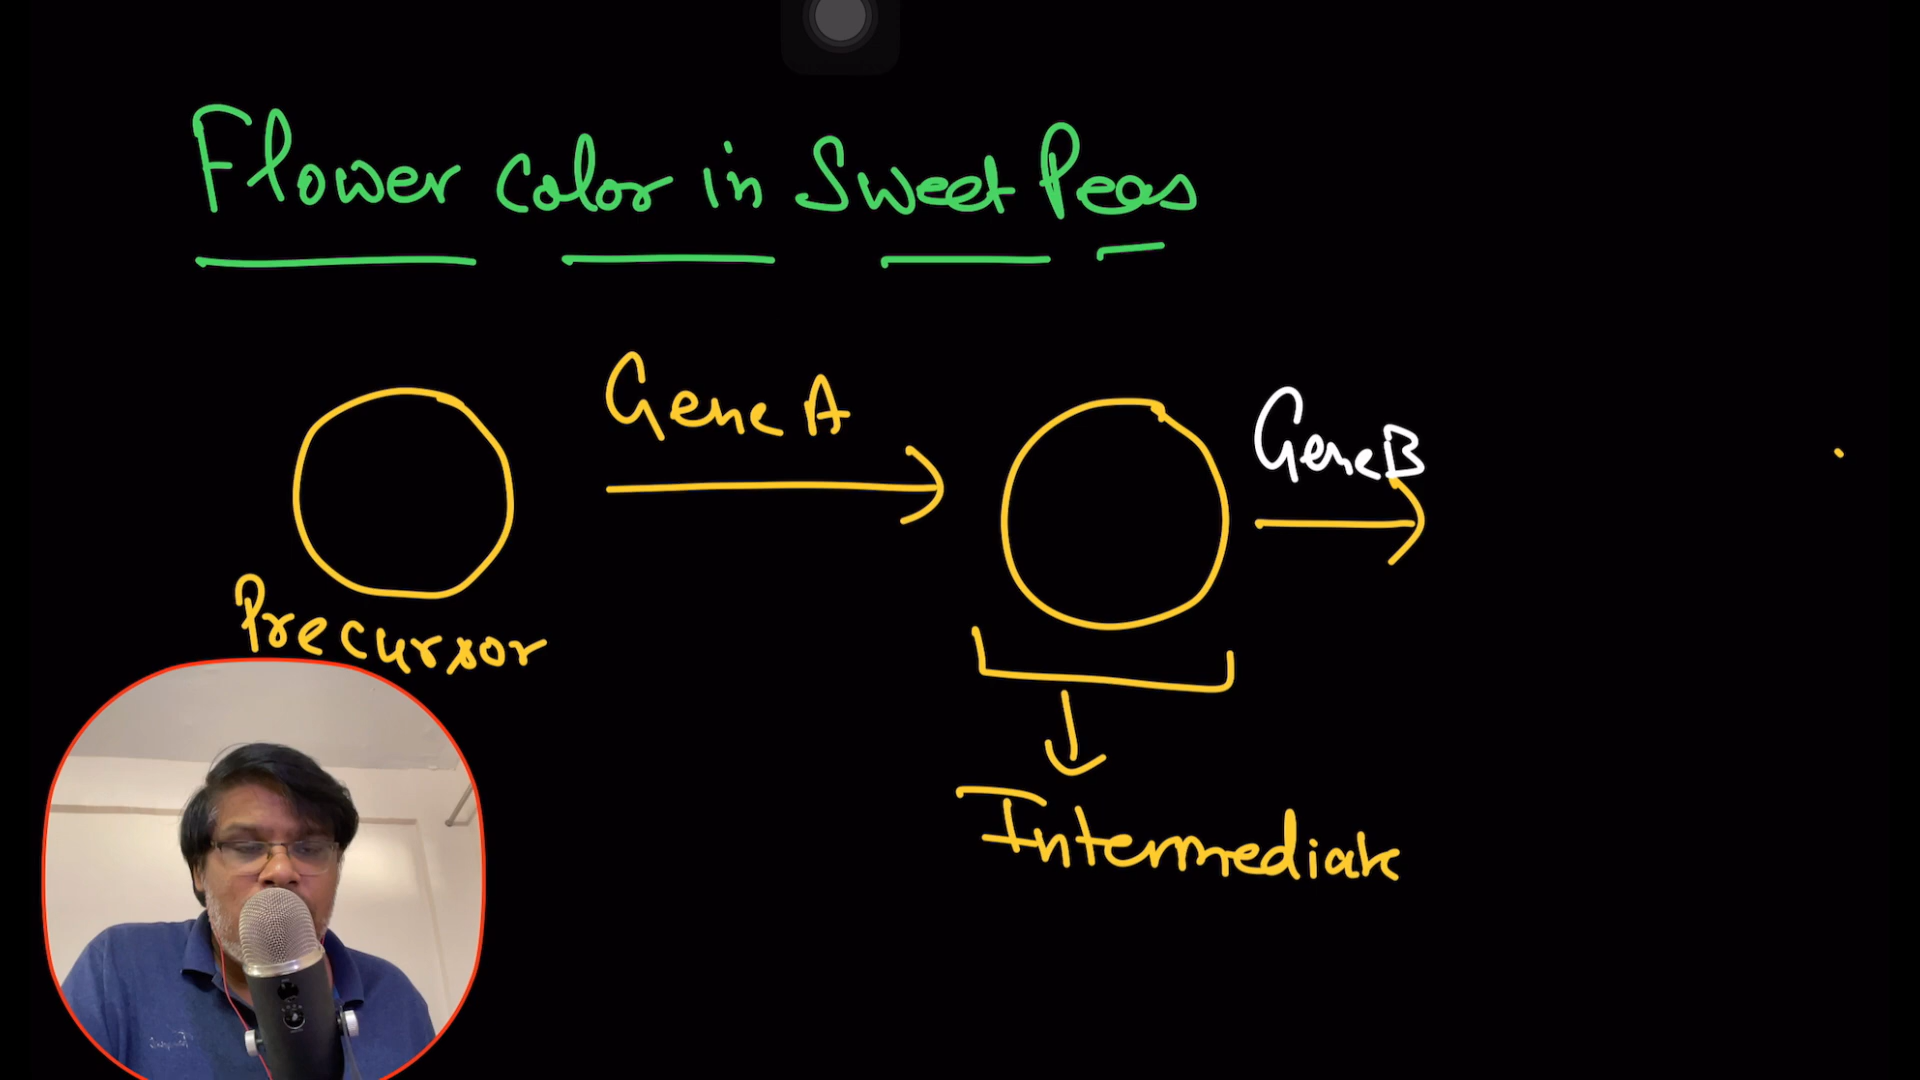 Flower Color in Sweet Peas
Gene A
Gene B
Precursor
Intermediate